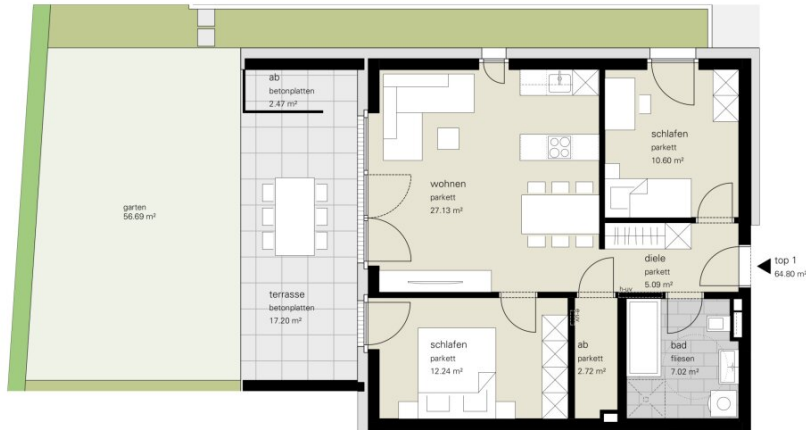 ab
betonplatten
2.47 m²
garten
56.69 m²
terrasse
betonplatten
17.20 m²
wohnen
parkett
27.13 m²
schlafen
parkett
10.60 m²
diele
parkett
5.09 m²
top 1
64.80 m²
schlafen
parkett
12.24 m²
ab
parkett
2.72 m²
bad
fliesen
7.02 m²